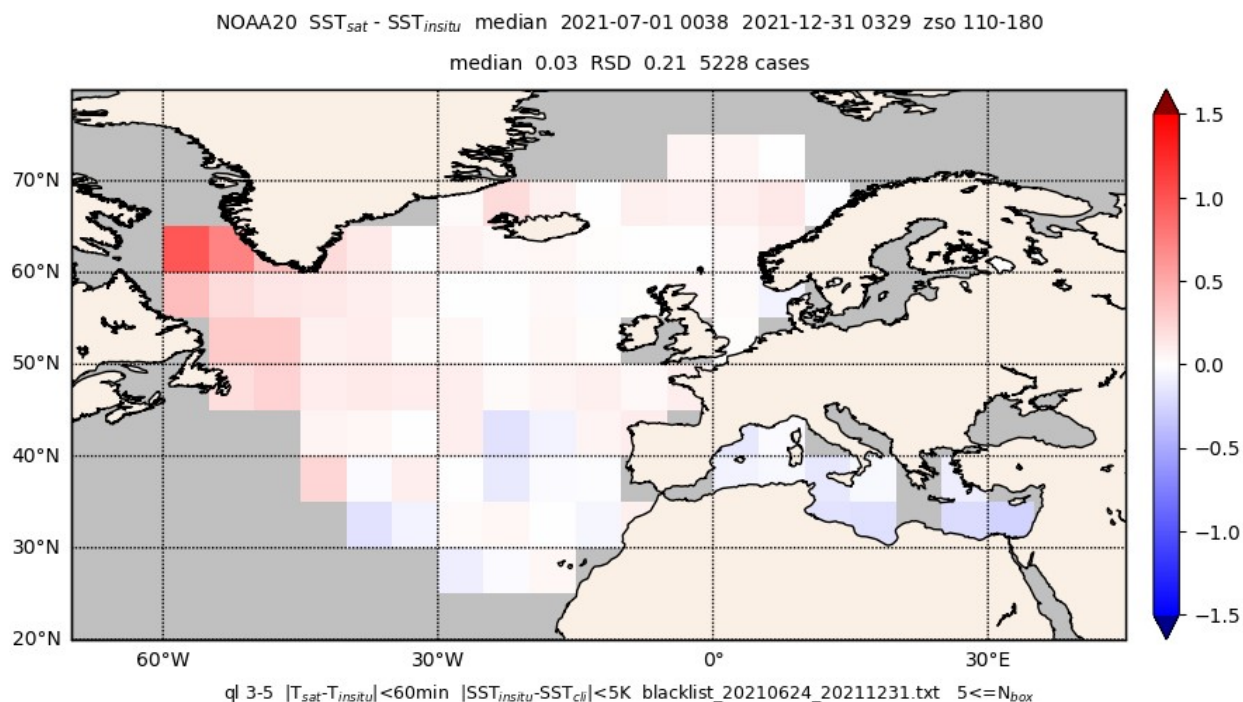 NOAA20 SST_sat - SST_insitu median 2021-07-01 0038 2021-12-31 0329 zso 110-180
median 0.03 RSD 0.21 5228 cases
70°N
60°N
50°N
40°N
30°N
20°N
60°W
30°W
0°
30°E
1.5
1.0
0.5
0.0
−0.5
−1.0
−1.5
ql 3-5 |T_sat-T_insitu|<60min |SST_insitu-SST_cli|<5K blacklist_20210624_20211231.txt 5<=N_box